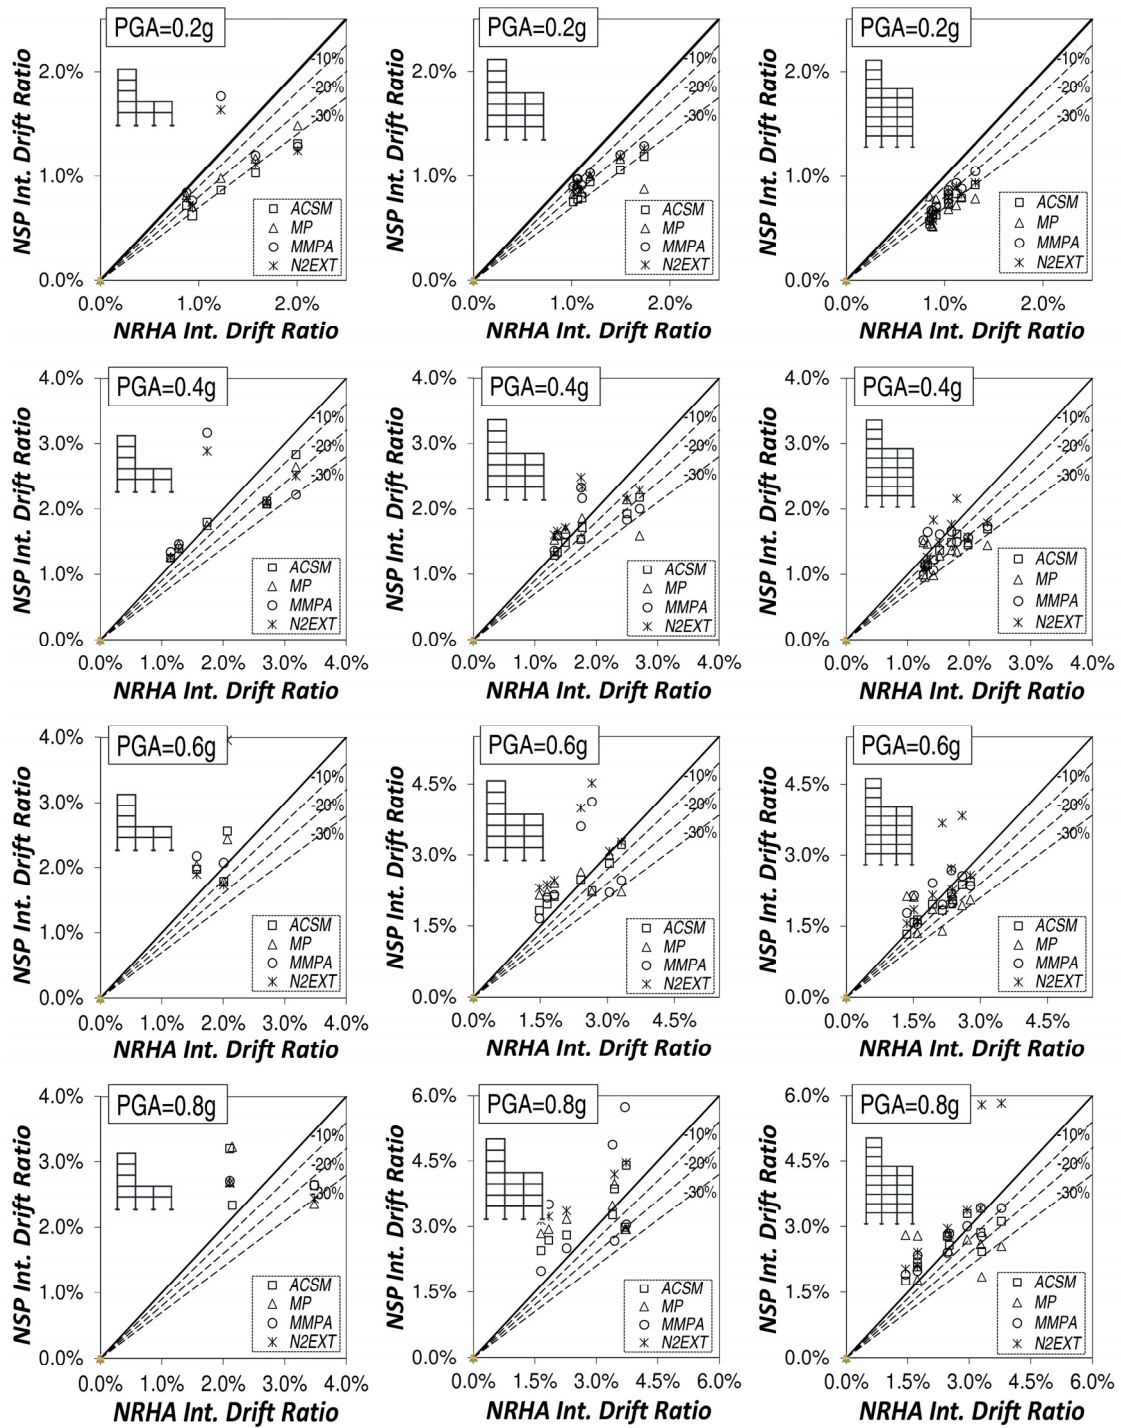 PGA=0.2g
NSP Int. Drift Ratio
2.0%
1.0%
0.0%
-10%
-20%
-30%
ACSM
MP
MMPA
N2EXT
0.0% 1.0% 2.0%
NRHA Int. Drift Ratio
PGA=0.2g
NSP Int. Drift Ratio
2.0%
1.0%
0.0%
-10%
-20%
-30%
ACSM
MP
MMPA
N2EXT
0.0% 1.0% 2.0%
NRHA Int. Drift Ratio
PGA=0.2g
NSP Int. Drift Ratio
2.0%
1.0%
0.0%
-10%
-20%
-30%
ACSM
MP
MMPA
N2EXT
0.0% 1.0% 2.0%
NRHA Int. Drift Ratio
PGA=0.4g
NSP Int. Drift Ratio
4.0%
3.0%
2.0%
1.0%
0.0%
-10%
-20%
-30%
ACSM
MP
MMPA
N2EXT
0.0% 1.0% 2.0% 3.0% 4.0%
NRHA Int. Drift Ratio
PGA=0.4g
NSP Int. Drift Ratio
4.0%
3.0%
2.0%
1.0%
0.0%
-10%
-20%
-30%
ACSM
MP
MMPA
N2EXT
0.0% 1.0% 2.0% 3.0% 4.0%
NRHA Int. Drift Ratio
PGA=0.4g
NSP Int. Drift Ratio
4.0%
3.0%
2.0%
1.0%
0.0%
-10%
-20%
-30%
ACSM
MP
MMPA
N2EXT
0.0% 1.0% 2.0% 3.0% 4.0%
NRHA Int. Drift Ratio
PGA=0.6g
NSP Int. Drift Ratio
4.0%
3.0%
2.0%
1.0%
0.0%
-10%
-20%
-30%
ACSM
MP
MMPA
N2EXT
0.0% 1.0% 2.0% 3.0% 4.0%
NRHA Int. Drift Ratio
PGA=0.6g
NSP Int. Drift Ratio
4.5%
3.0%
1.5%
0.0%
-10%
-20%
-30%
ACSM
MP
MMPA
N2EXT
0.0% 1.5% 3.0% 4.5%
NRHA Int. Drift Ratio
PGA=0.6g
NSP Int. Drift Ratio
4.5%
3.0%
1.5%
0.0%
-10%
-20%
-30%
ACSM
MP
MMPA
N2EXT
0.0% 1.5% 3.0% 4.5%
NRHA Int. Drift Ratio
PGA=0.8g
NSP Int. Drift Ratio
4.0%
3.0%
2.0%
1.0%
0.0%
-10%
-20%
-30%
ACSM
MP
MMPA
N2EXT
0.0% 1.0% 2.0% 3.0% 4.0%
NRHA Int. Drift Ratio
PGA=0.8g
NSP Int. Drift Ratio
6.0%
4.5%
3.0%
1.5%
0.0%
-10%
-20%
-30%
ACSM
MP
MMPA
N2EXT
0.0% 1.5% 3.0% 4.5% 6.0%
NRHA Int. Drift Ratio
PGA=0.8g
NSP Int. Drift Ratio
6.0%
4.5%
3.0%
1.5%
0.0%
-10%
-20%
-30%
ACSM
MP
MMPA
N2EXT
0.0% 1.5% 3.0% 4.5% 6.0%
NRHA Int. Drift Ratio